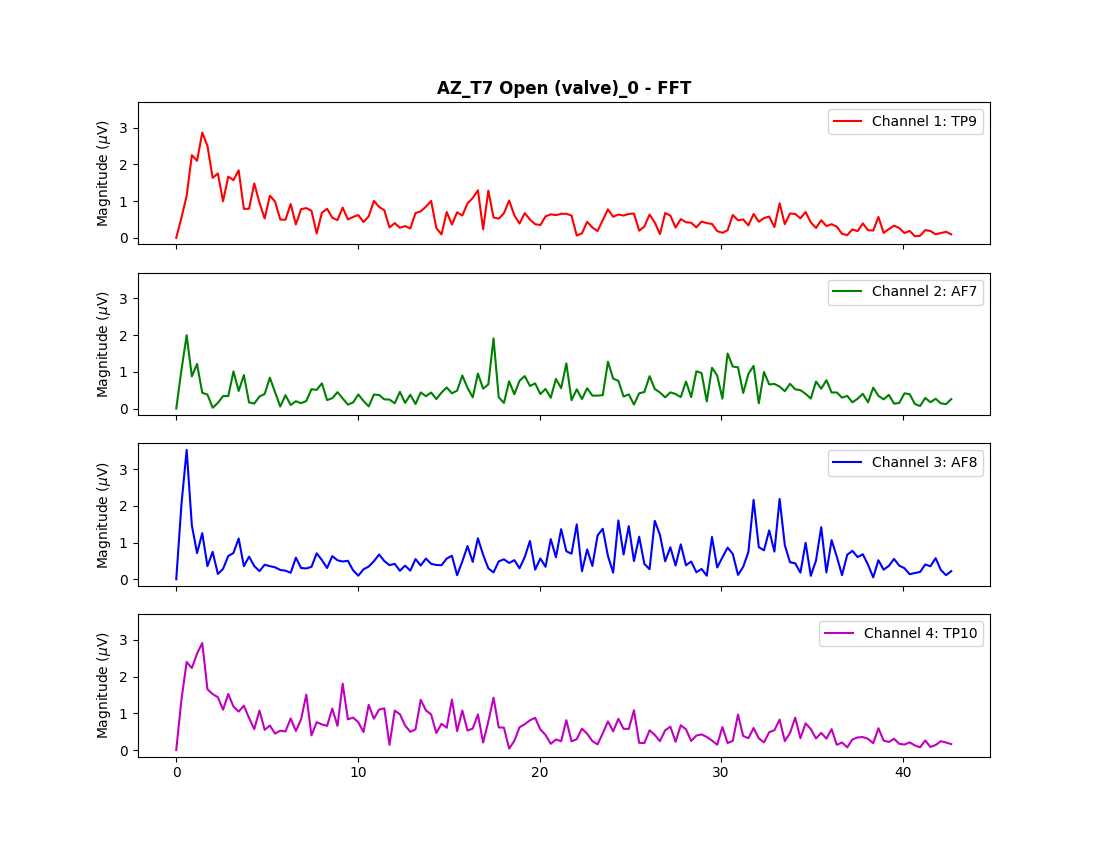 AZ_T7 Open (valve)_0 - FFT
Magnitude (μV)
3
2
1
0
Channel 1: TP9
Magnitude (μV)
3
2
1
0
Channel 2: AF7
Magnitude (μV)
3
2
1
0
Channel 3: AF8
Magnitude (μV)
3
2
1
0
Channel 4: TP10
0 10 20 30 40